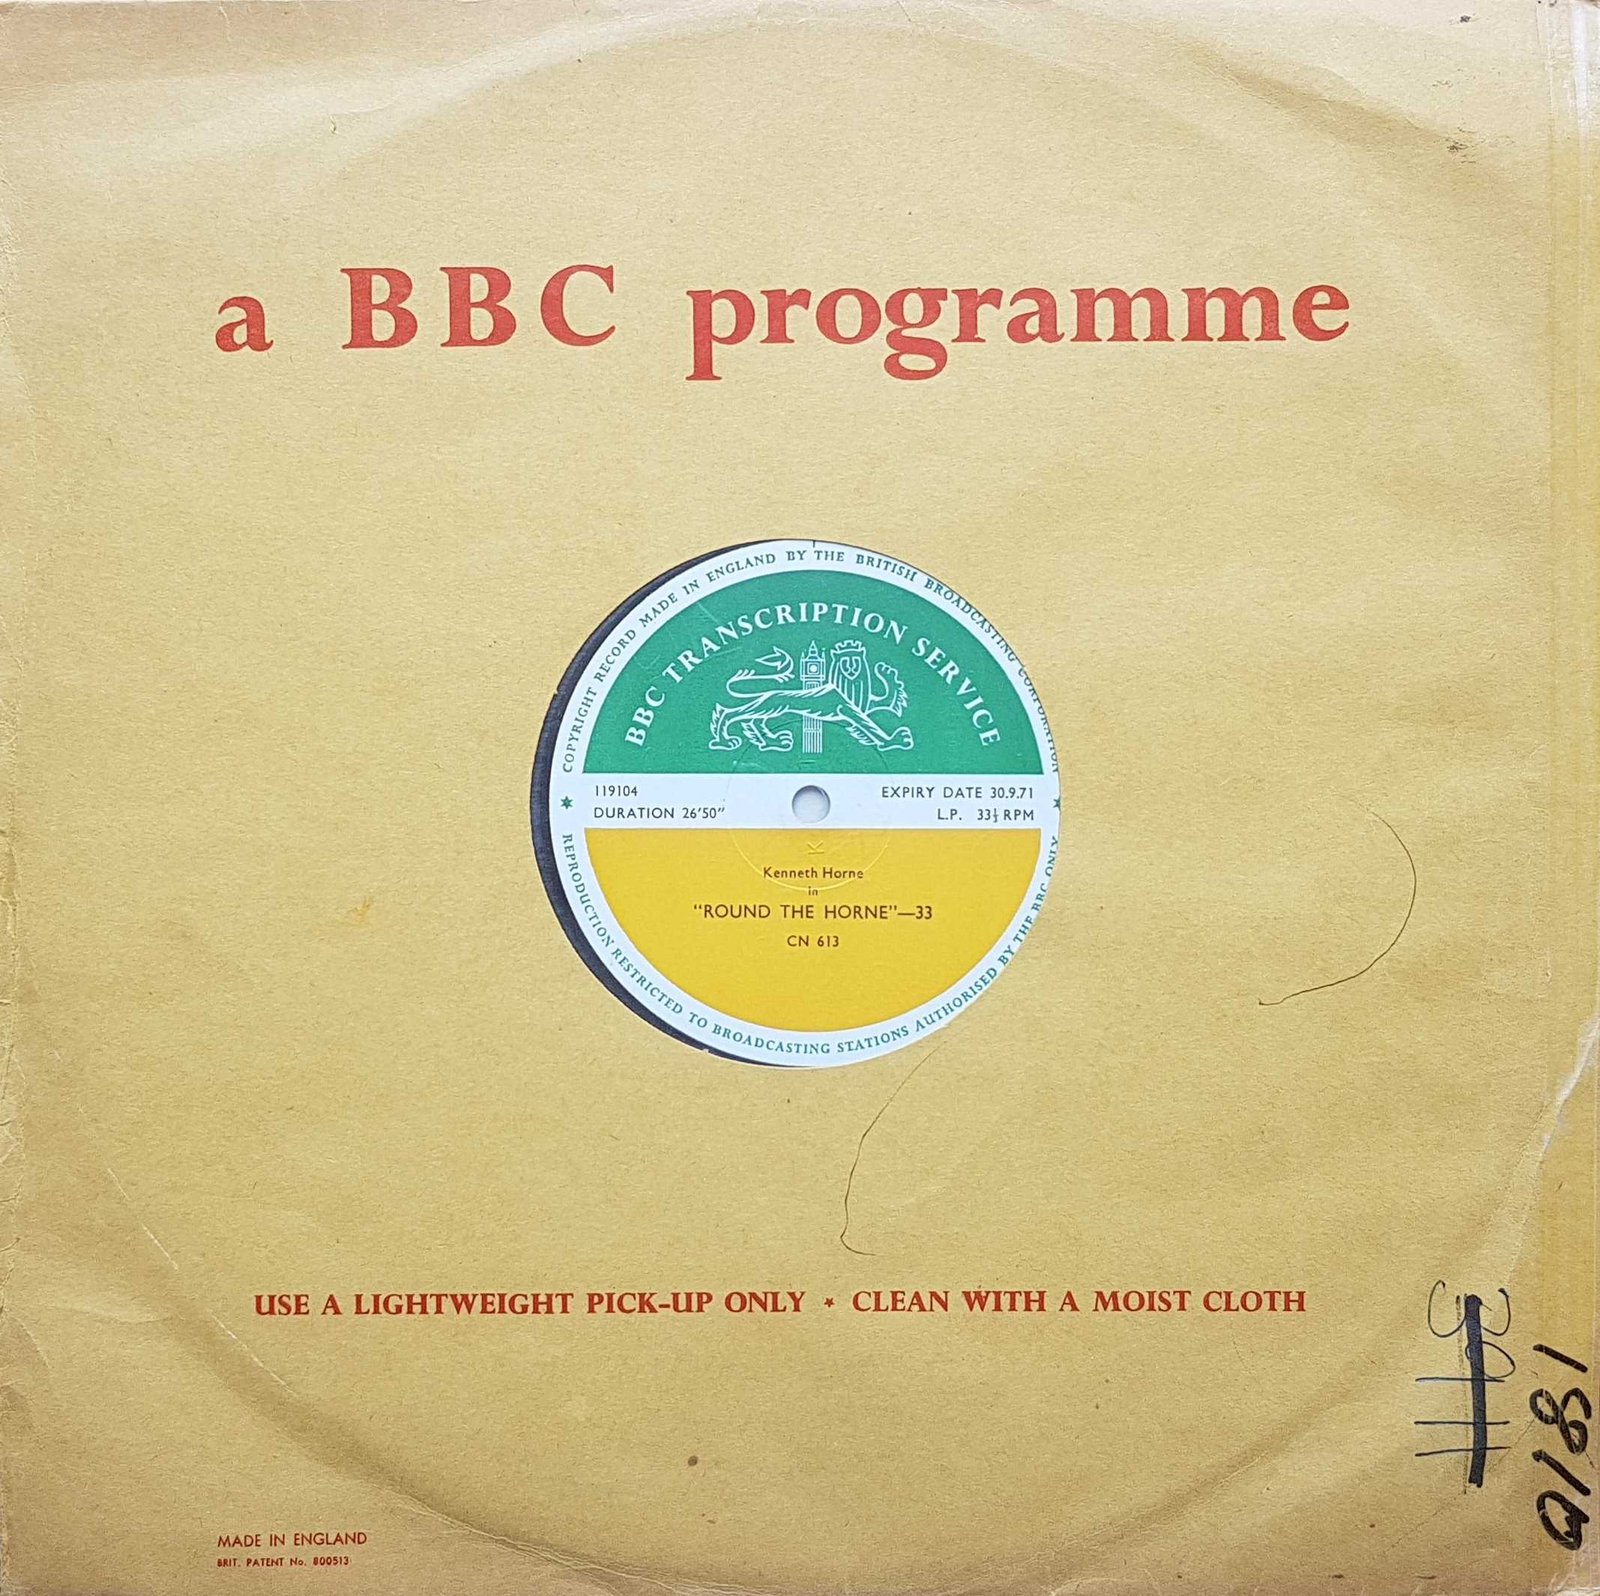 a BBC programme
COPYRIGHT RECORD MADE IN ENGLAND BY THE BRITISH BROADCASTING CORPORATION
BBC TRANSCRIPTION SERVICE
119104
EXPIRY DATE 30.9.71
DURATION 26'50"
L.P. 33⅓ RPM
Kenneth Horne
in
"ROUND THE HORNE"—33
CN 613
REPRODUCTION RESTRICTED TO BROADCASTING STATIONS AUTHORISED BY THE BBC ONLY
USE A LIGHTWEIGHT PICK-UP ONLY * CLEAN WITH A MOIST CLOTH
MADE IN ENGLAND
BRIT. PATENT No. 800513